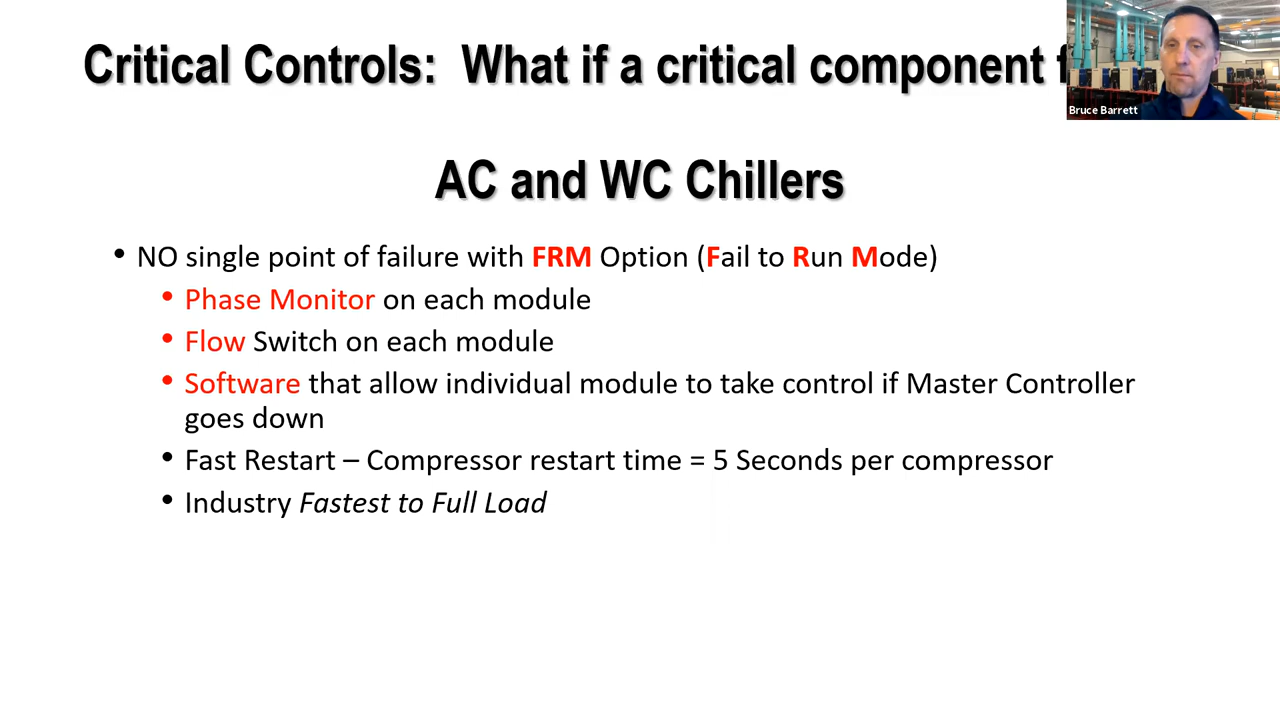 Critical Controls: What if a critical component
Bruce Barrett
AC and WC Chillers
• NO single point of failure with FRM Option (Fail to Run Mode)
• Phase Monitor on each module
• Flow Switch on each module
• Software that allow individual module to take control if Master Controller
goes down
• Fast Restart – Compressor restart time = 5 Seconds per compressor
• Industry Fastest to Full Load